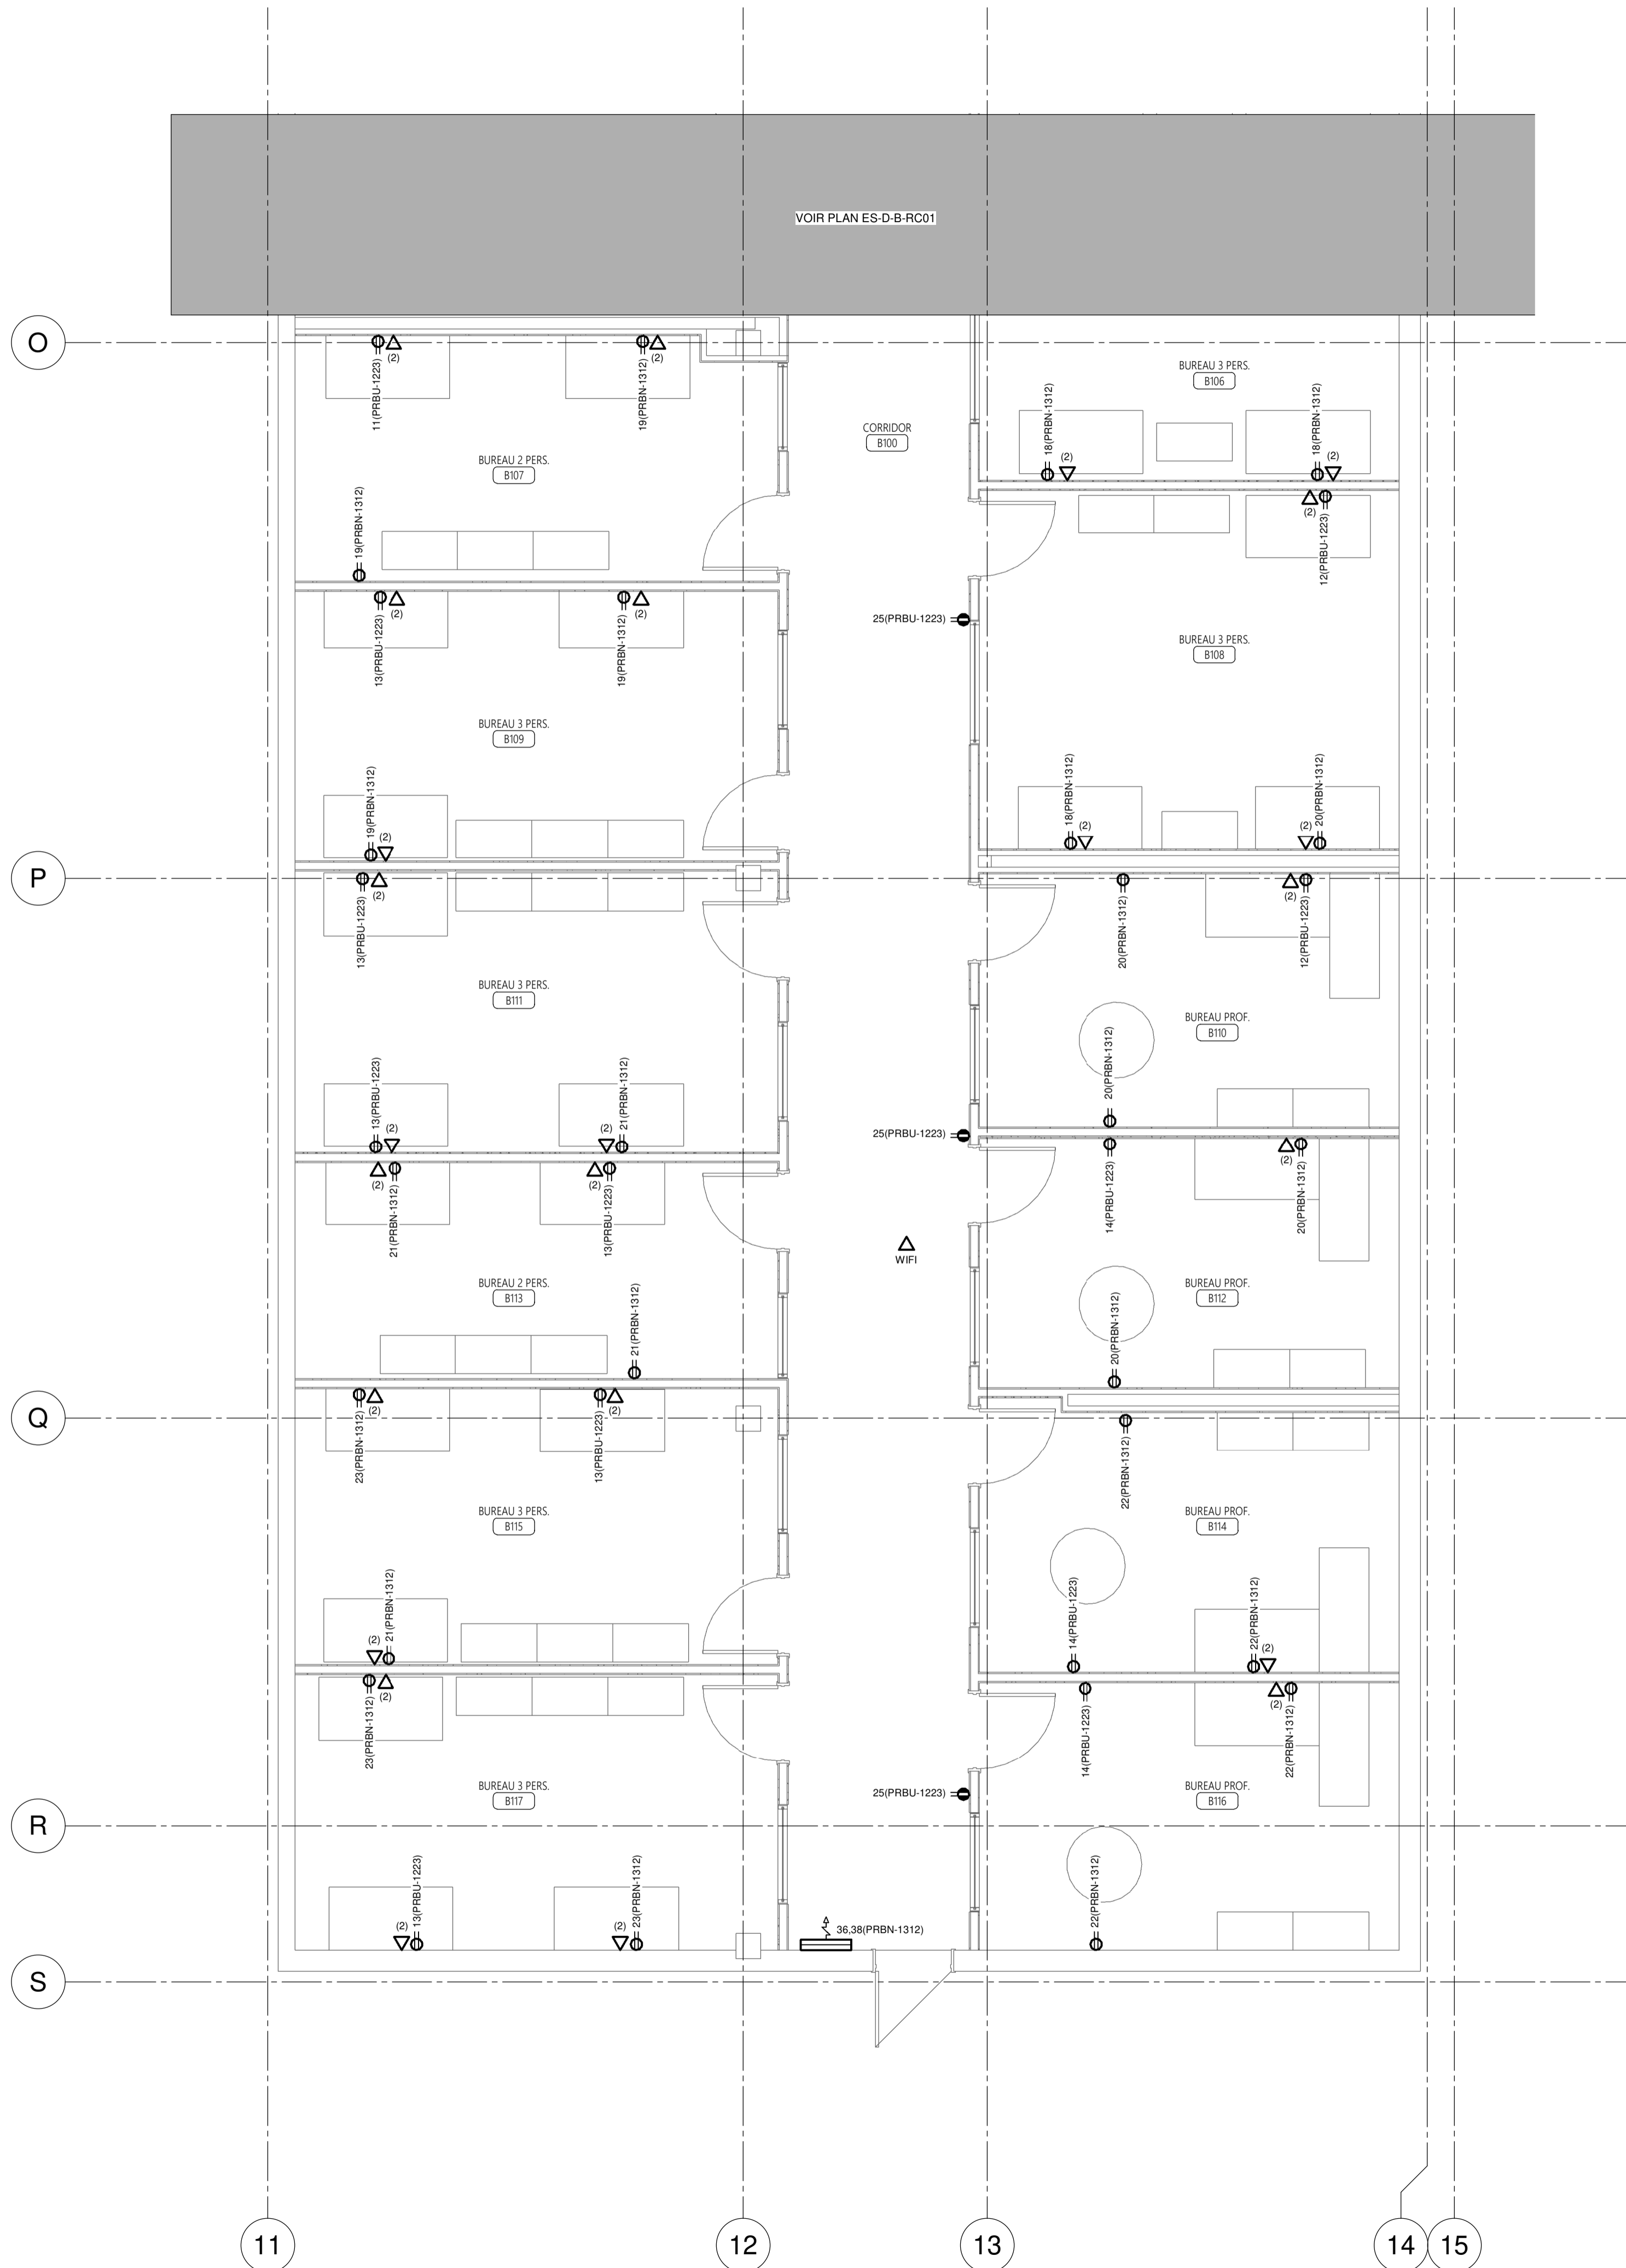 VOIR PLAN ES-D-B-RC01
O
(2)
(2)
11(PRBU-1223)
19(PRBN-1312)
BUREAU 3 PERS.
B106
18(PRBN-1312)
18(PRBN-1312)
CORRIDOR
B100
BUREAU 2 PERS.
B107
(2)
(2)
19(PRBN-1312)
(2)
12(PRBU-1223)
(2)
(2)
13(PRBU-1223)
19(PRBN-1312)
25(PRBU-1223)
BUREAU 3 PERS.
B108
BUREAU 3 PERS.
B109
19(PRBN-1312)
(2)
18(PRBN-1312)
(2)
20(PRBN-1312)
(2)
P
(2)
13(PRBU-1223)
20(PRBN-1312)
(2)
12(PRBU-1223)
BUREAU 3 PERS.
B111
BUREAU PROF.
B110
13(PRBU-1223)
(2)
21(PRBN-1312)
(2)
20(PRBN-1312)
25(PRBU-1223)
(2)
21(PRBN-1312)
(2)
13(PRBU-1223)
14(PRBU-1223)
(2)
20(PRBN-1312)
WIFI
BUREAU 2 PERS.
B113
BUREAU PROF.
B112
21(PRBN-1312)
20(PRBN-1312)
Q
(2)
23(PRBN-1312)
(2)
13(PRBU-1223)
22(PRBN-1312)
BUREAU 3 PERS.
B115
BUREAU PROF.
B114
21(PRBN-1312)
(2)
14(PRBU-1223)
22(PRBN-1312)
(2)
(2)
23(PRBN-1312)
14(PRBU-1223)
(2)
22(PRBN-1312)
BUREAU 3 PERS.
B117
25(PRBU-1223)
BUREAU PROF.
B116
R
13(PRBU-1223)
(2)
23(PRBN-1312)
(2)
36,38(PRBN-1312)
22(PRBN-1312)
S
11
12
13
14
15